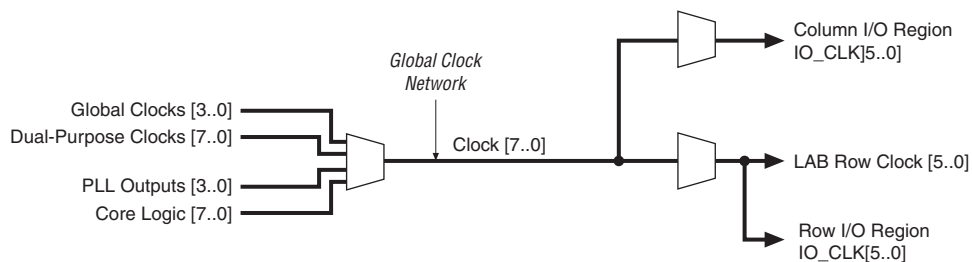 Column I/O Region
IO_CLK]5..0]
Global Clock
Network
Global Clocks [3..0]
Dual-Purpose Clocks [7..0]
Clock [7..0]
PLL Outputs [3..0]
Core Logic [7..0]
LAB Row Clock [5..0]
Row I/O Region
IO_CLK[5..0]